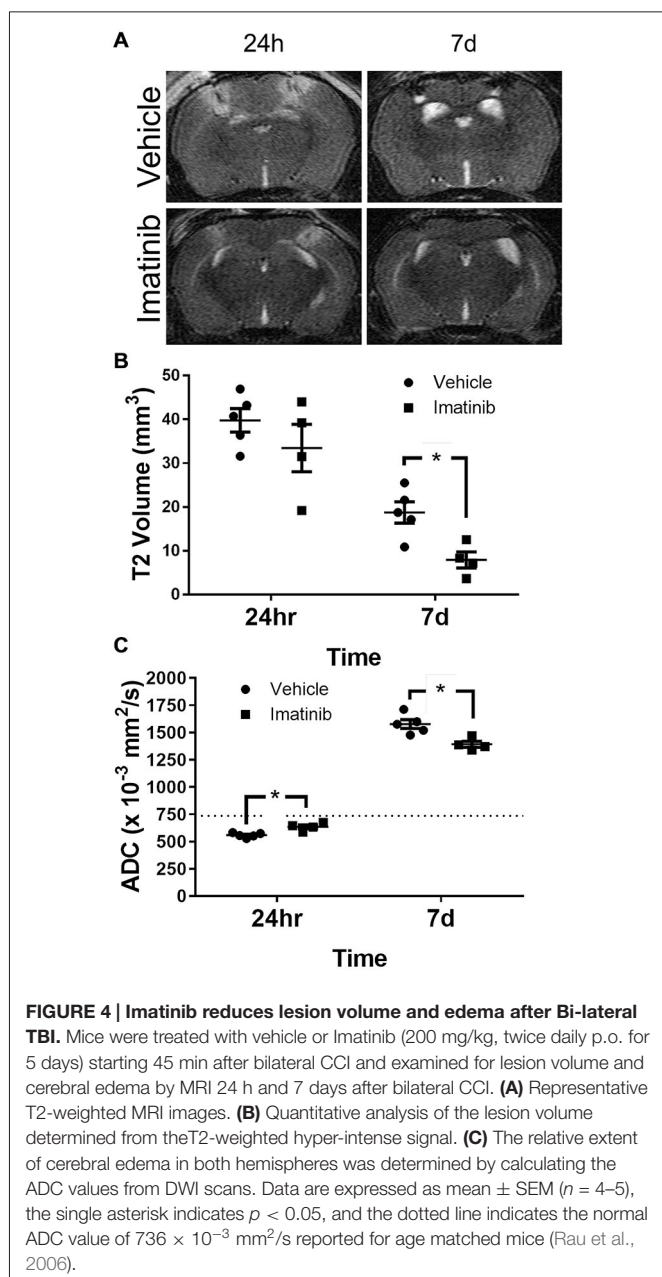 A
24h 7d
Vehicle
Imatinib
B
T2 Volume (mm³)
50
40
30
20
10
0
Vehicle
Imatinib
*
24hr 7d
Time
C
ADC (x 10⁻³ mm²/s)
2000
1750
1500
1250
1000
750
500
250
0
Vehicle
Imatinib
*
*
24hr 7d
Time
FIGURE 4 | Imatinib reduces lesion volume and edema after Bi-lateral
TBI. Mice were treated with vehicle or Imatinib (200 mg/kg, twice daily p.o. for
5 days) starting 45 min after bilateral CCI and examined for lesion volume and
cerebral edema by MRI 24 h and 7 days after bilateral CCI. (A) Representative
T2-weighted MRI images. (B) Quantitative analysis of the lesion volume
determined from theT2-weighted hyper-intense signal. (C) The relative extent
of cerebral edema in both hemispheres was determined by calculating the
ADC values from DWI scans. Data are expressed as mean ± SEM (n = 4–5),
the single asterisk indicates p < 0.05, and the dotted line indicates the normal
ADC value of 736 × 10⁻³ mm²/s reported for age matched mice (Rau et al.,
2006).